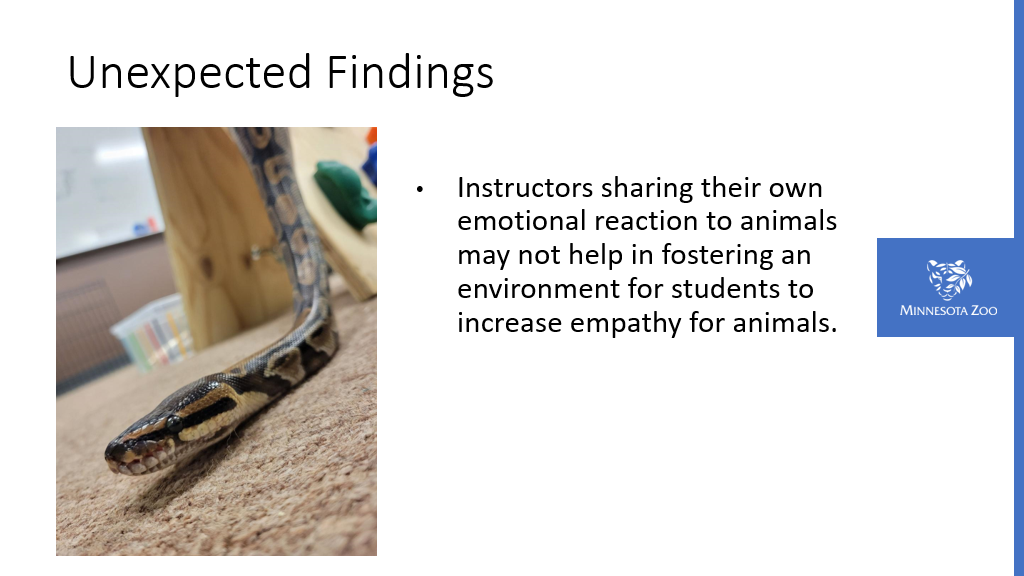 Unexpected Findings
• Instructors sharing their own
emotional reaction to animals
may not help in fostering an
environment for students to
increase empathy for animals.
MINNESOTA ZOO